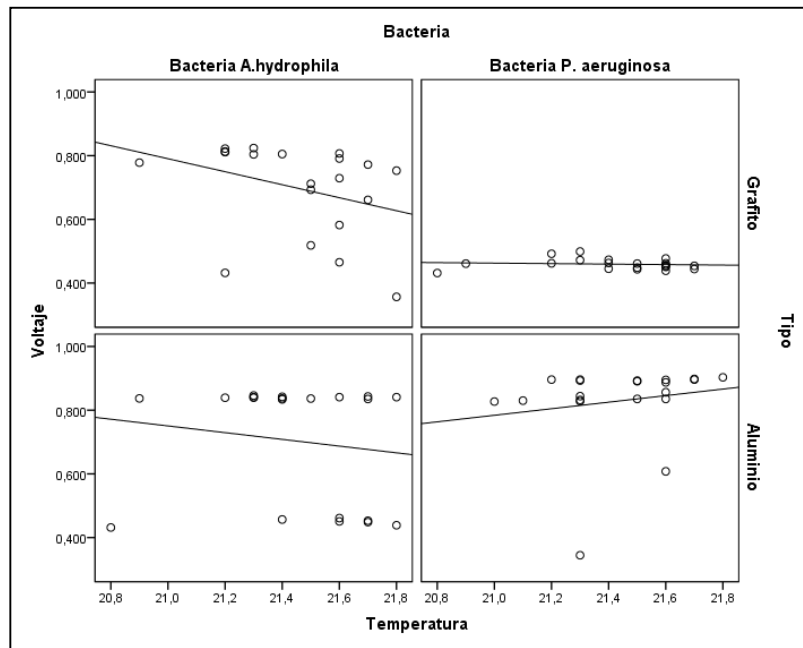 Bacteria
Bacteria A.hydrophila
Bacteria P. aeruginosa
1,000
0,800
0,600
0,400
Grafito
Voltaje
Tipo
1,000
0,800
0,600
0,400
Aluminio
20,8 21,0 21,2 21,4 21,6 21,8
20,8 21,0 21,2 21,4 21,6 21,8
Temperatura